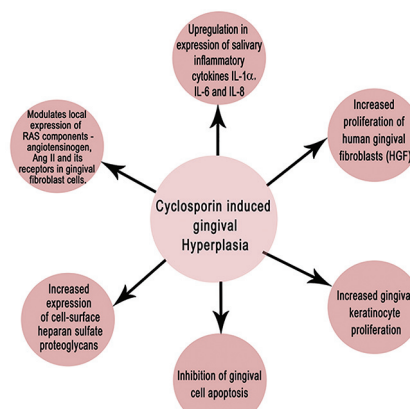 Upregulation in
expression of salivary
inflammatory
cytokines IL-1α,
IL-6 and IL-8
Increased
proliferation of
human gingival
fibroblasts (HGF)
Increased gingival
keratinocyte
proliferation
Inhibition of gingival
cell apoptosis
Increased
expression
of cell-surface
heparan sulfate
proteoglycans
Modulates local
expression of
RAS components -
angiotensinogen,
Ang II and its
receptors in gingival
fibroblast cells.
Cyclosporin induced
gingival
Hyperplasia